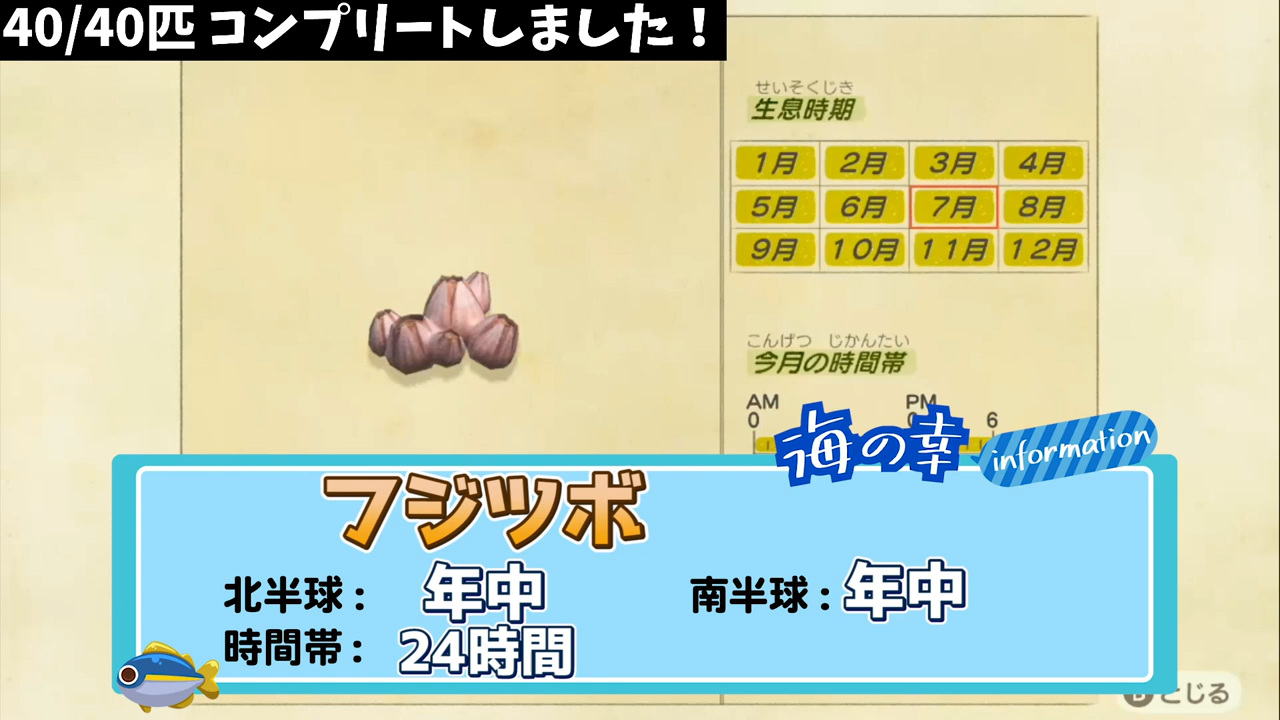 40/40匹 コンプリートしました！
せいそくじき
生息時期
1月 2月 3月 4月
5月 6月 7月 8月
9月 10月 11月 12月
こんげつ じかんたい
今月の時間帯
AM PM
0 6
海の幸 information
フジツボ
北半球： 年中 南半球：年中
時間帯： 24時間
とじる